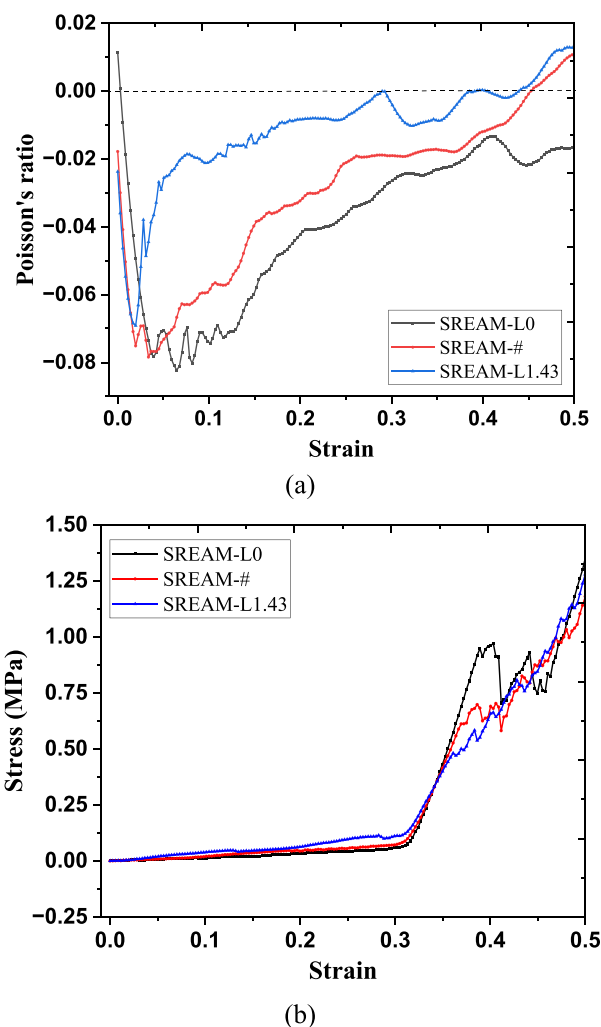 0.02
0.00
−0.02
−0.04
−0.06
−0.08
Poisson's ratio
SREAM-L0
SREAM-#
SREAM-L1.43
0.0 0.1 0.2 0.3 0.4 0.5
Strain
(a)
1.50
1.25
1.00
0.75
0.50
0.25
0.00
−0.25
Stress (MPa)
SREAM-L0
SREAM-#
SREAM-L1.43
0.0 0.1 0.2 0.3 0.4 0.5
Strain
(b)